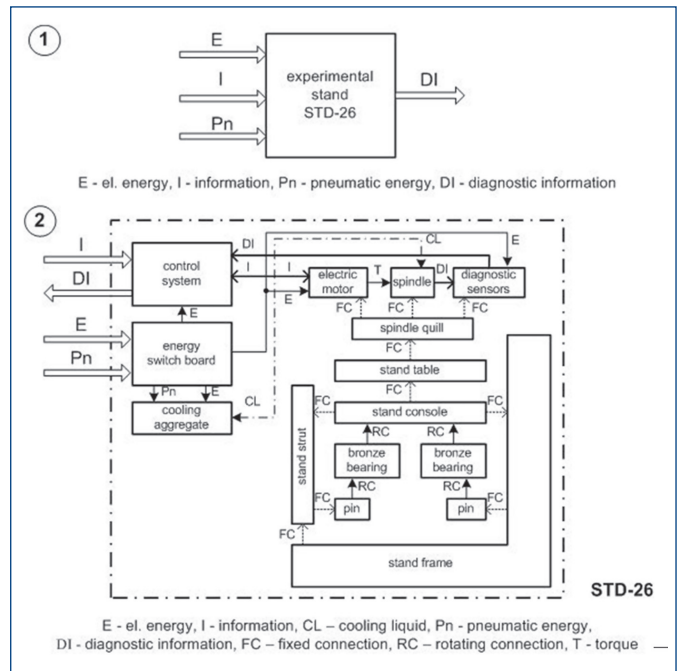 1
E
I
Pn
experimental
stand
STD-26
DI
E - el. energy, I - information, Pn - pneumatic energy, DI - diagnostic information
2
I
DI
E
Pn
control
system
E
energy
switch board
Pn
E
cooling
aggregate
CL
DI
CL
E
I
I
E
electric
motor
T
spindle
DI
diagnostic
sensors
FC
FC
FC
spindle quill
FC
stand table
FC
FC
stand console
FC
RC
RC
stand strut
bronze
bearing
bronze
bearing
FC
RC
RC
FC
pin
pin
FC
stand frame
STD-26
E - el. energy, I - information, CL – cooling liquid, Pn - pneumatic energy,
DI - diagnostic information, FC – fixed connection, RC – rotating connection, T - torque